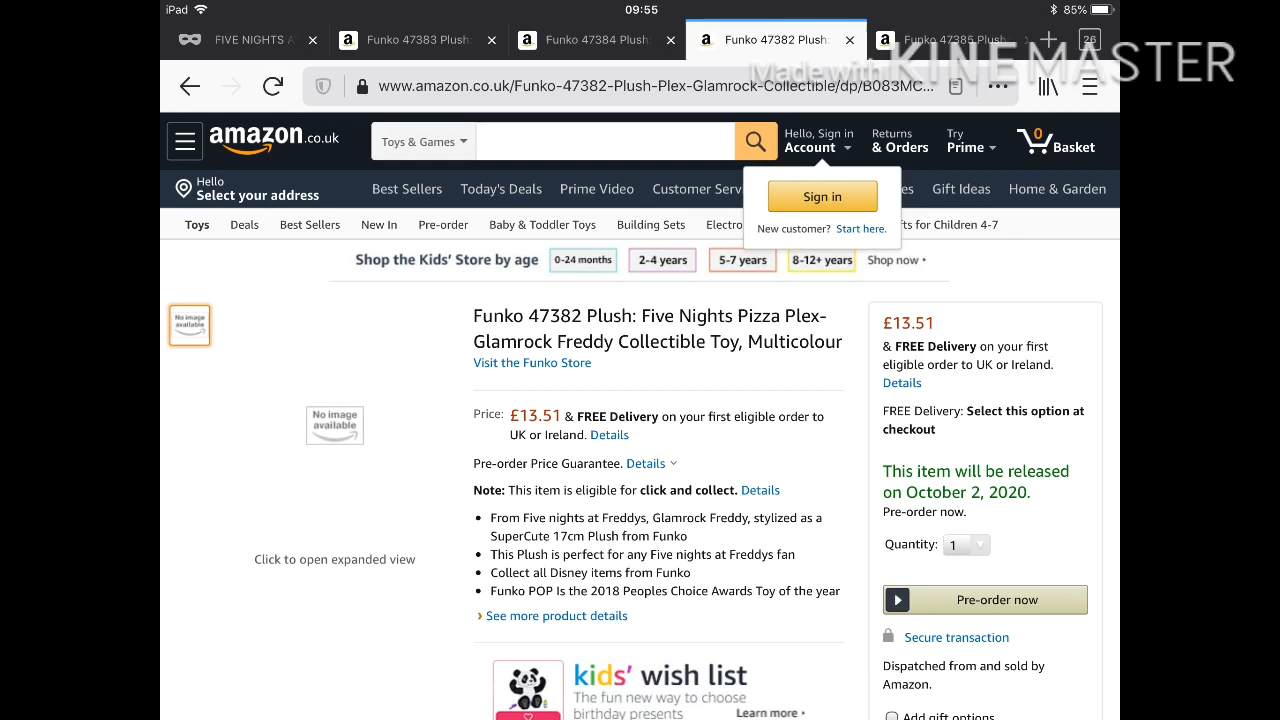 iPad 09:55 85%
FIVE NIGHTS A Funko 47383 Plush: Funko 47384 Plush: Funko 47382 Plush: Funko 47385 Plush: 26
Made with KINEMASTER
www.amazon.co.uk/Funko-47382-Plush-Plex-Glamrock-Collectible/dp/B083MC...
amazon.co.uk Toys & Games Hello, Sign in Returns Try 0
Account & Orders Prime Basket
Hello
Select your address Best Sellers Today's Deals Prime Video Customer Serv es Gift Ideas Home & Garden
Sign in
New customer? Start here.
Toys Deals Best Sellers New In Pre-order Baby & Toddler Toys Building Sets Electro ts for Children 4-7
Shop the Kids' Store by age 0-24 months 2-4 years 5-7 years 8-12+ years Shop now
No image
available
No image
available
Click to open expanded view
Funko 47382 Plush: Five Nights Pizza Plex-
Glamrock Freddy Collectible Toy, Multicolour
Visit the Funko Store
Price: £13.51 & FREE Delivery on your first eligible order to
UK or Ireland. Details
Pre-order Price Guarantee. Details
Note: This item is eligible for click and collect. Details
• From Five nights at Freddys, Glamrock Freddy, stylized as a
SuperCute 17cm Plush from Funko
• This Plush is perfect for any Five nights at Freddys fan
• Collect all Disney items from Funko
• Funko POP Is the 2018 Peoples Choice Awards Toy of the year
› See more product details
kids' wish list
The fun new way to choose
birthday presents Learn more
£13.51
& FREE Delivery on your first
eligible order to UK or Ireland.
Details
FREE Delivery: Select this option at
checkout
This item will be released
on October 2, 2020.
Pre-order now.
Quantity: 1
Pre-order now
Secure transaction
Dispatched from and sold by
Amazon.
Add gift options